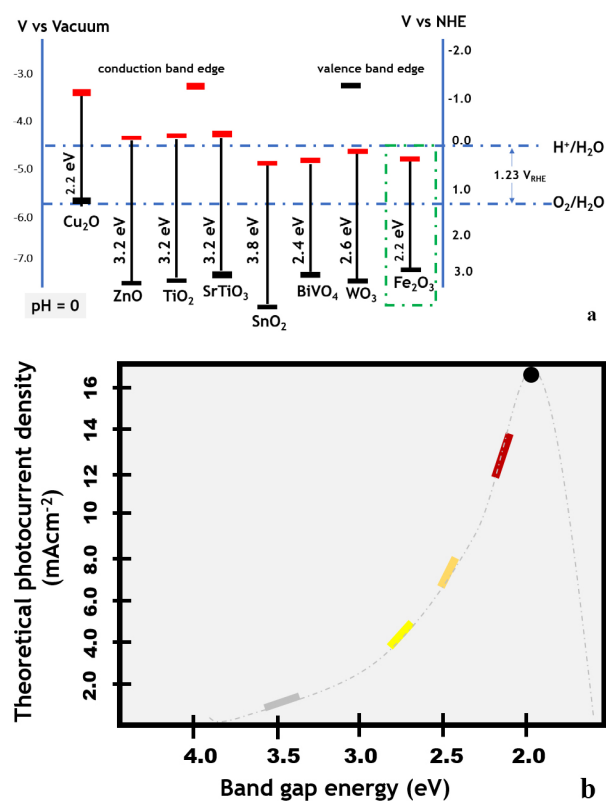 V vs Vacuum
V vs NHE
a
-2.0
conduction band edge
valence band edge
-3.0
-1.0
-4.0
0.0
H⁺/H₂O
2.2 eV
-5.0
1.23 V_RHE
1.0
O₂/H₂O
-6.0
Cu₂O
3.2 eV
3.2 eV
3.2 eV
3.8 eV
2.4 eV
2.6 eV
2.2 eV
2.0
-7.0
3.0
ZnO
TiO₂
SrTiO₃
SnO₂
BiVO₄
WO₃
Fe₂O₃
pH = 0
Theoretical photocurrent density
(mAcm⁻²)
16
14
12
10
8.0
6.0
4.0
2.0
4.0
3.5
3.0
2.5
2.0
Band gap energy (eV)
b